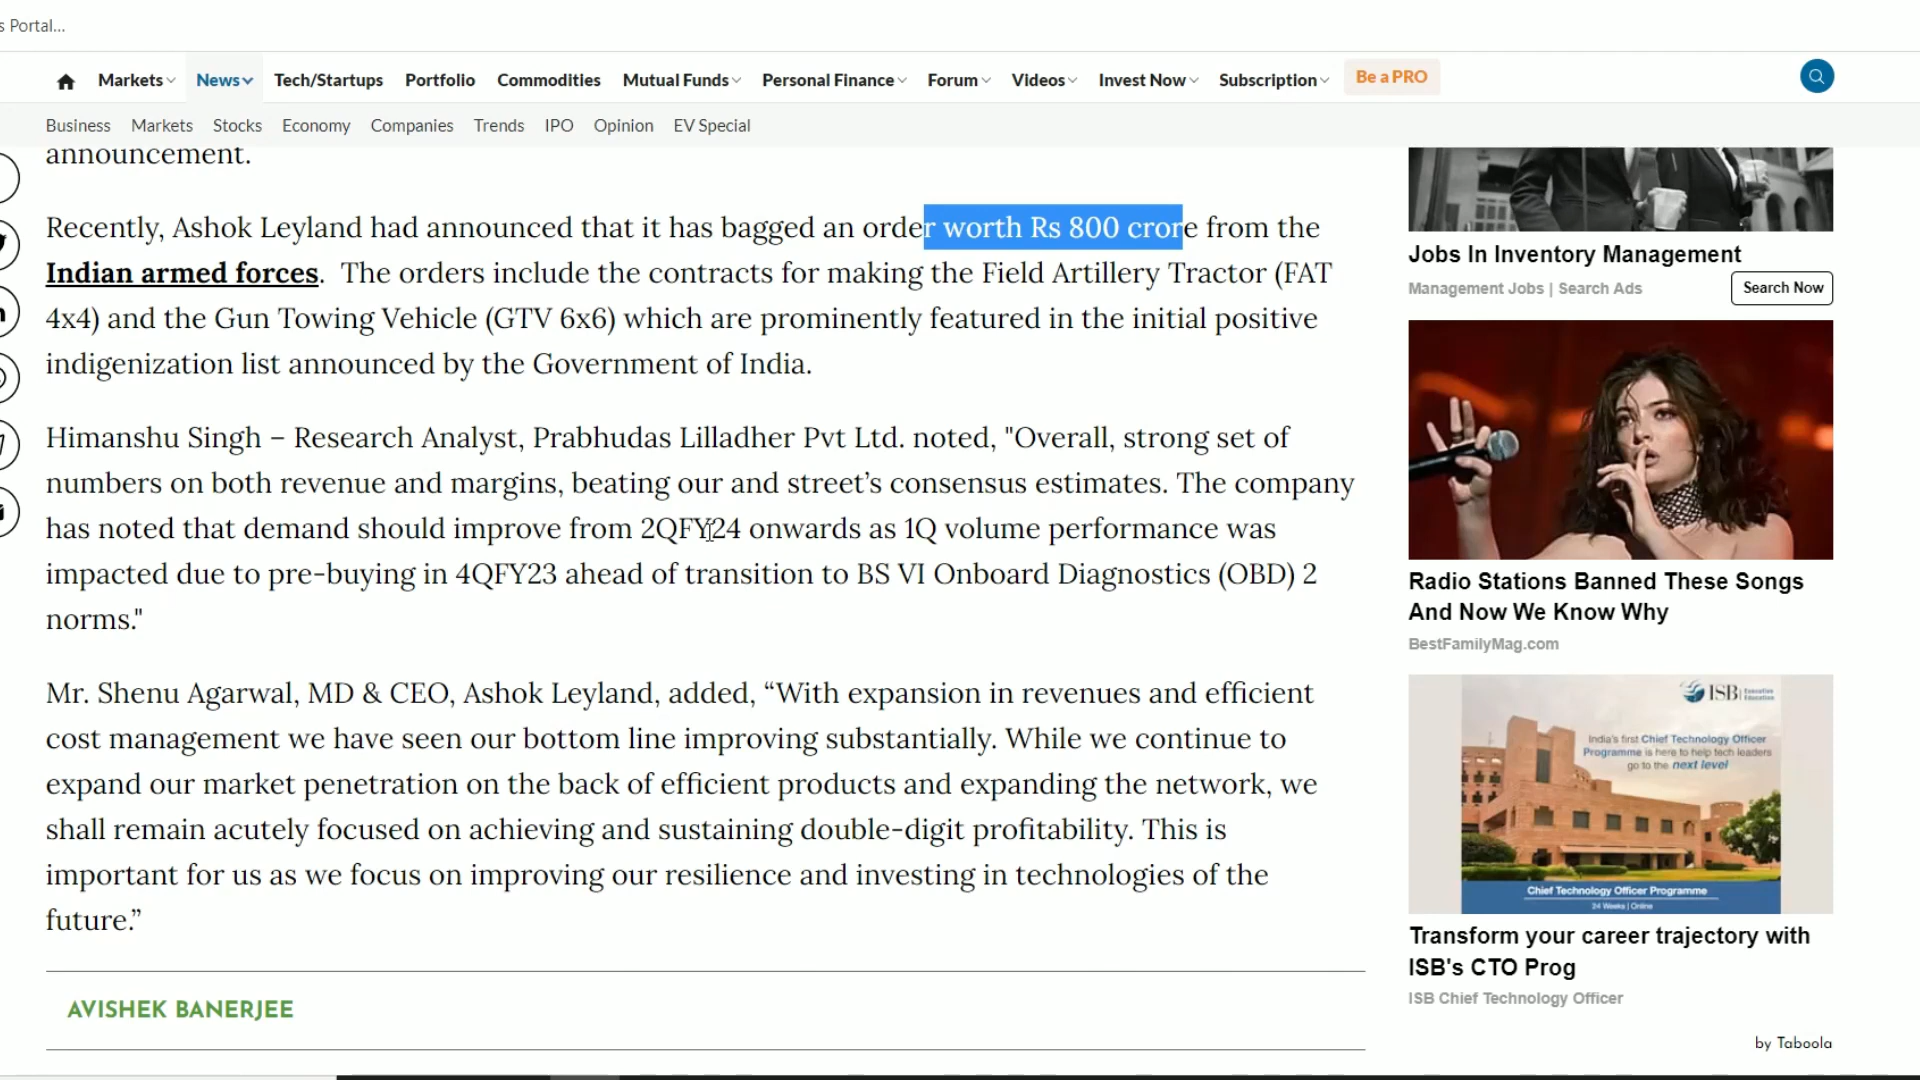 s Portal...
Markets
News
Tech/Startups
Portfolio
Commodities
Mutual Funds
Personal Finance
Forum
Videos
Invest Now
Subscription
Be a PRO
Business
Markets
Stocks
Economy
Companies
Trends
IPO
Opinion
EV Special
announcement.
Recently, Ashok Leyland had announced that it has bagged an order worth Rs 800 crore from the
Indian armed forces. The orders include the contracts for making the Field Artillery Tractor (FAT
4x4) and the Gun Towing Vehicle (GTV 6x6) which are prominently featured in the initial positive
indigenization list announced by the Government of India.
Himanshu Singh – Research Analyst, Prabhudas Lilladher Pvt Ltd. noted, "Overall, strong set of
numbers on both revenue and margins, beating our and street’s consensus estimates. The company
has noted that demand should improve from 2QFY24 onwards as 1Q volume performance was
impacted due to pre-buying in 4QFY23 ahead of transition to BS VI Onboard Diagnostics (OBD) 2
norms."
Mr. Shenu Agarwal, MD & CEO, Ashok Leyland, added, “With expansion in revenues and efficient
cost management we have seen our bottom line improving substantially. While we continue to
expand our market penetration on the back of efficient products and expanding the network, we
shall remain acutely focused on achieving and sustaining double-digit profitability. This is
important for us as we focus on improving our resilience and investing in technologies of the
future.”
AVISHEK BANERJEE
Jobs In Inventory Management
Management Jobs | Search Ads
Search Now
Radio Stations Banned These Songs
And Now We Know Why
BestFamilyMag.com
ISB Executive
Education
India's first Chief Technology Officer
Programme is here to help tech leaders
go to the next level
Chief Technology Officer Programme
24 Weeks | Online
Transform your career trajectory with
ISB's CTO Prog
ISB Chief Technology Officer
by Taboola